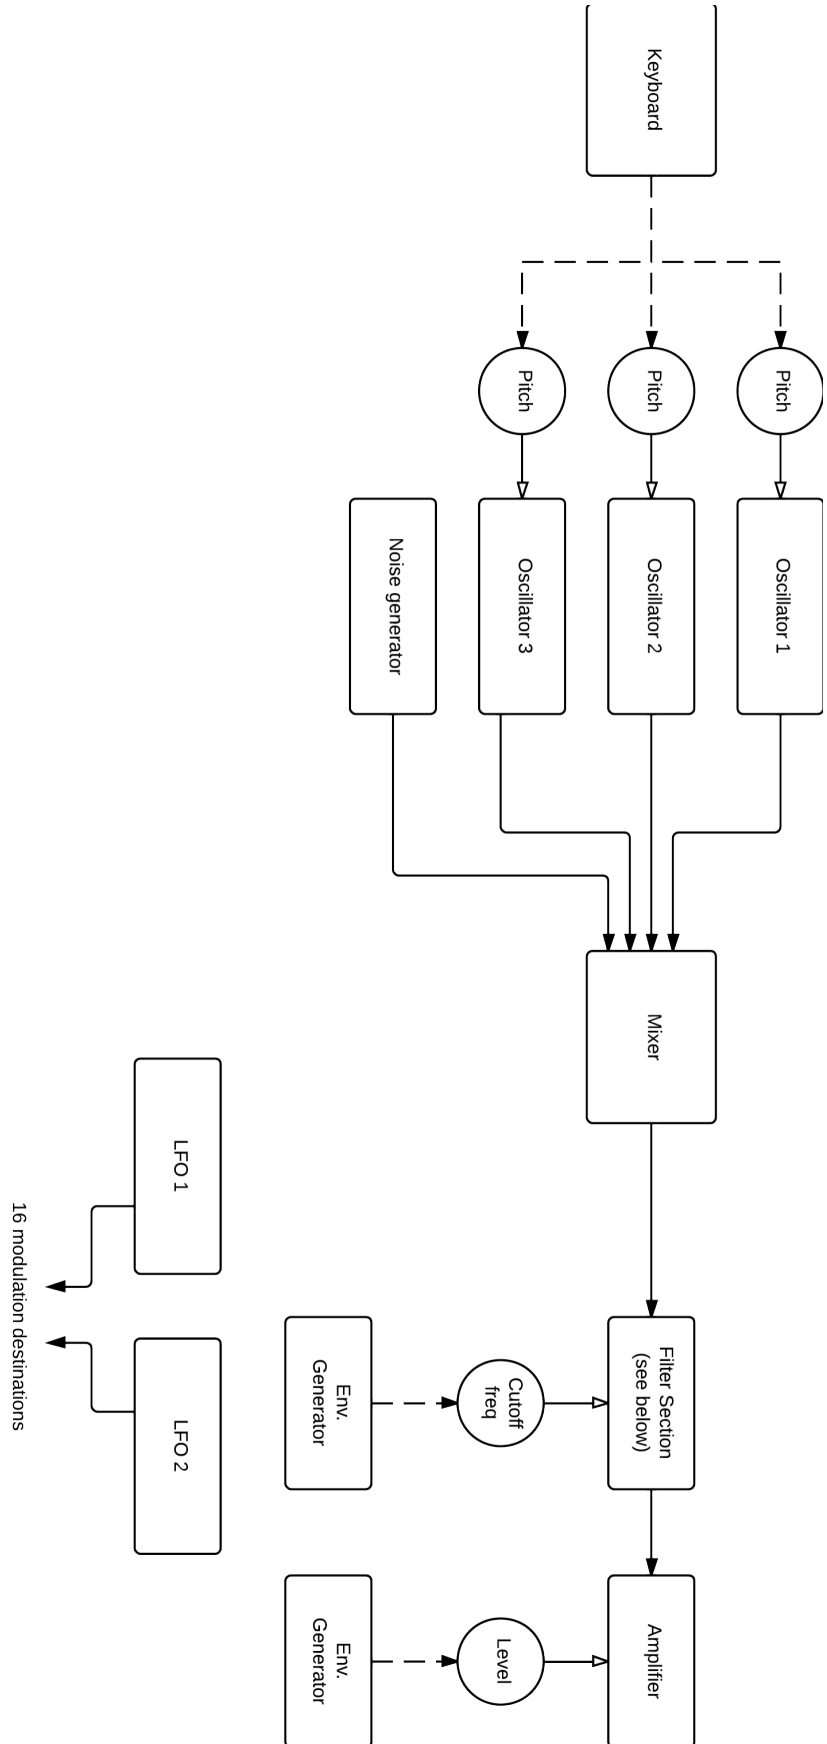 Keyboard
Pitch
Pitch
Pitch
Oscillator 1
Oscillator 2
Oscillator 3
Noise generator
Mixer
Filter Section
(see below)
Cutoff
freq
Env.
Generator
Amplifier
Level
Env.
Generator
LFO 1
LFO 2
16 modulation destinations